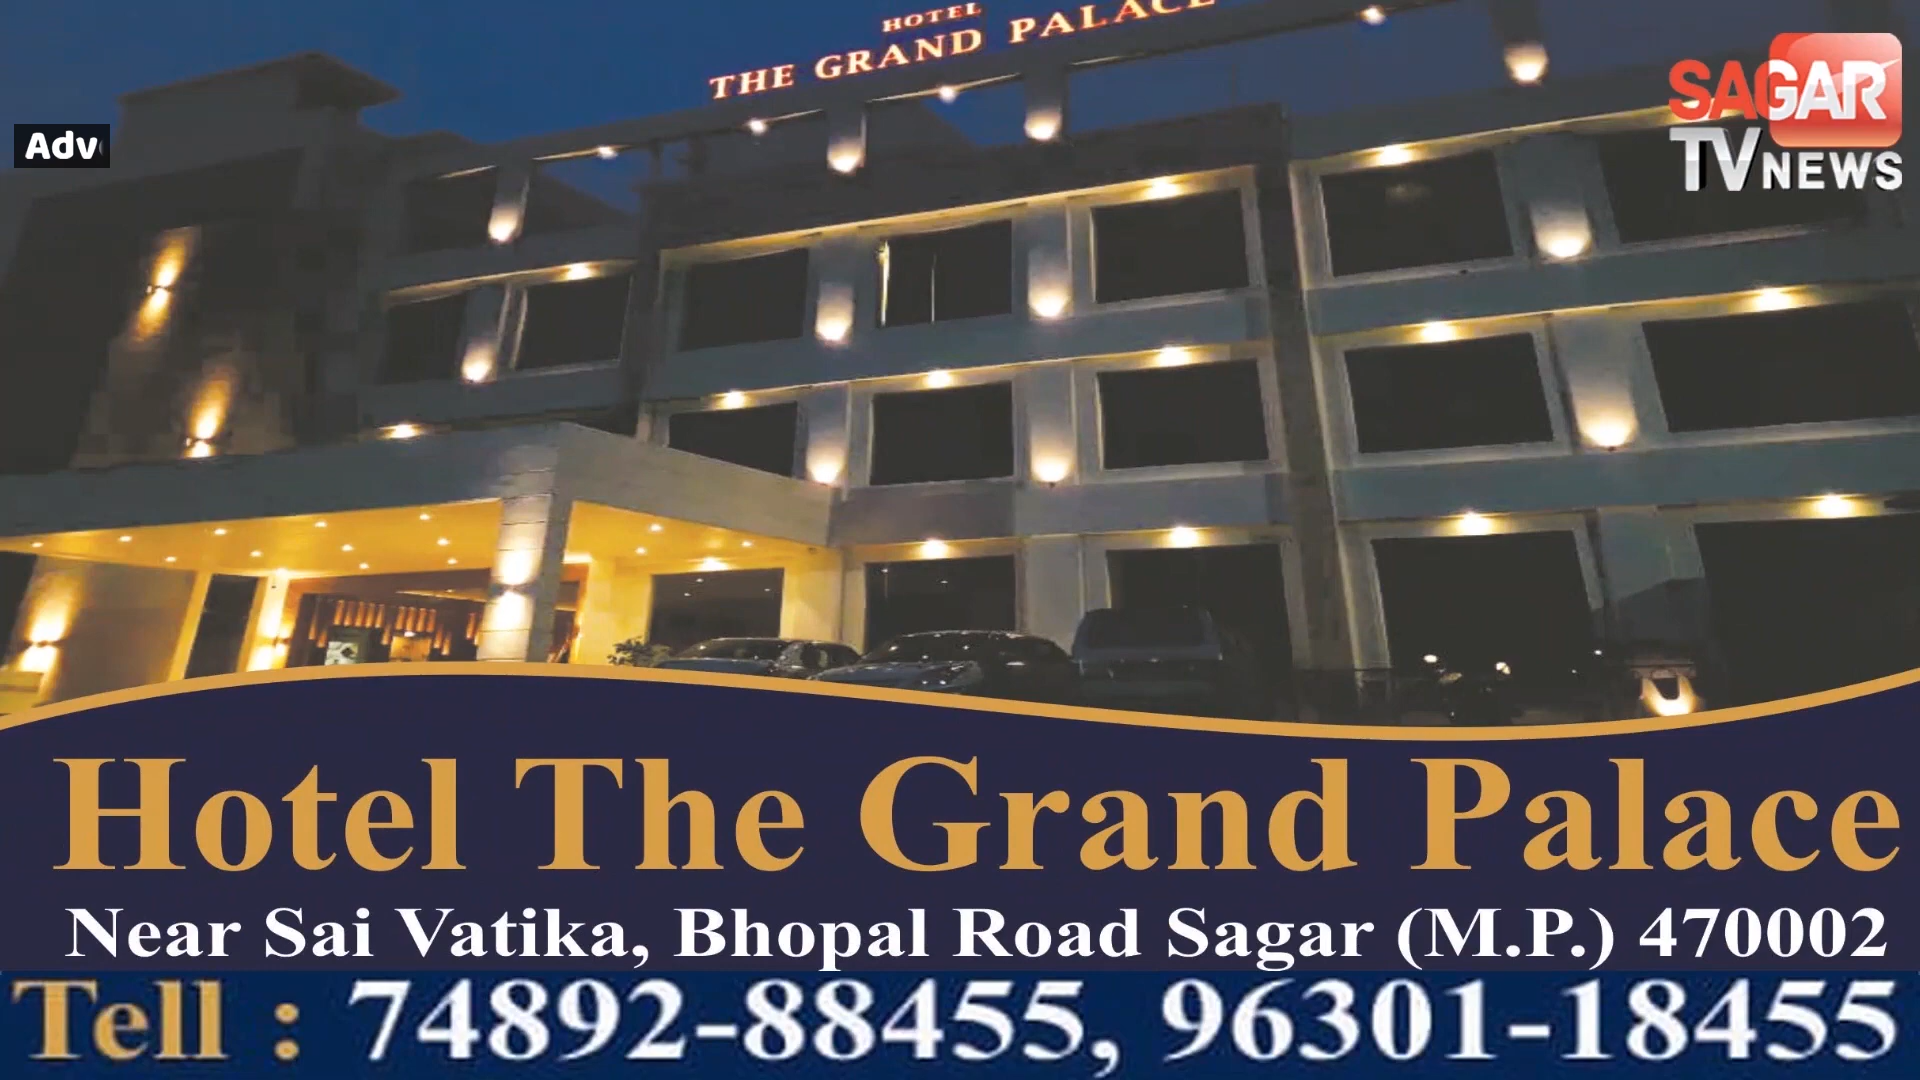 HOTEL
THE GRAND PALACE
SAGAR
TV NEWS
Adv
Hotel The Grand Palace
Near Sai Vatika, Bhopal Road Sagar (M.P.) 470002
Tell : 74892-88455, 96301-18455